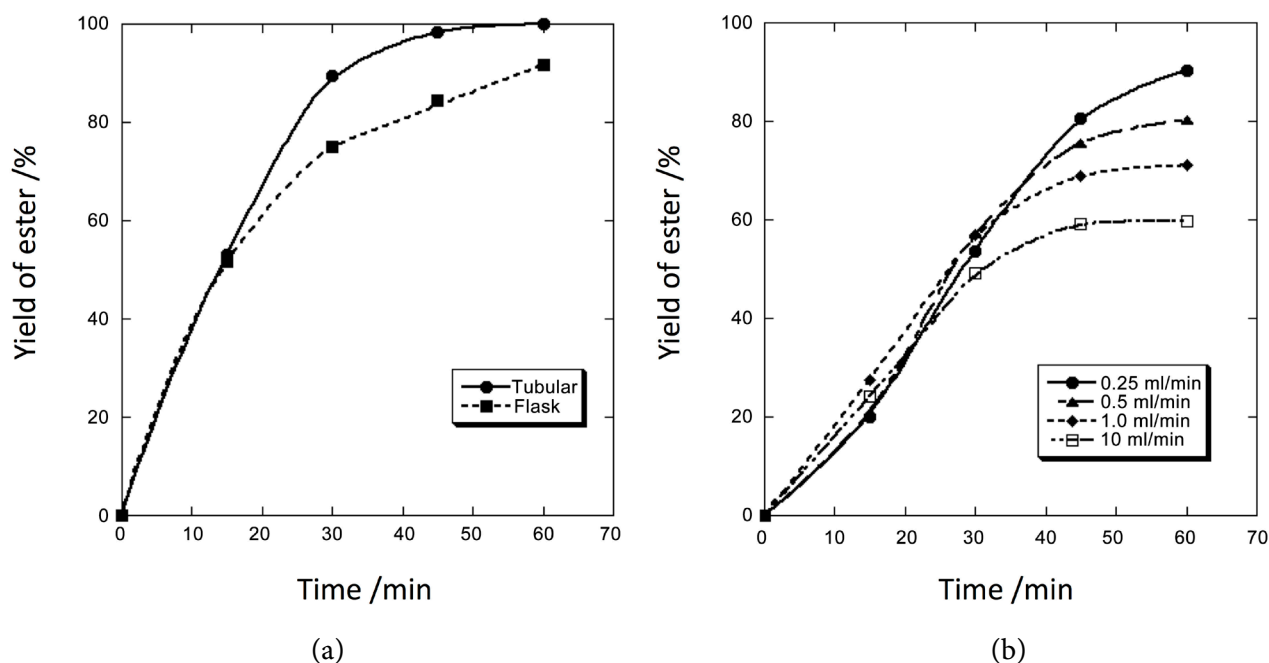 Yield of ester /%
100
80
60
40
20
0
Tubular
Flask
0 10 20 30 40 50 60 70
Time /min
(a)
Yield of ester /%
100
80
60
40
20
0
0.25 ml/min
0.5 ml/min
1.0 ml/min
10 ml/min
0 10 20 30 40 50 60 70
Time /min
(b)